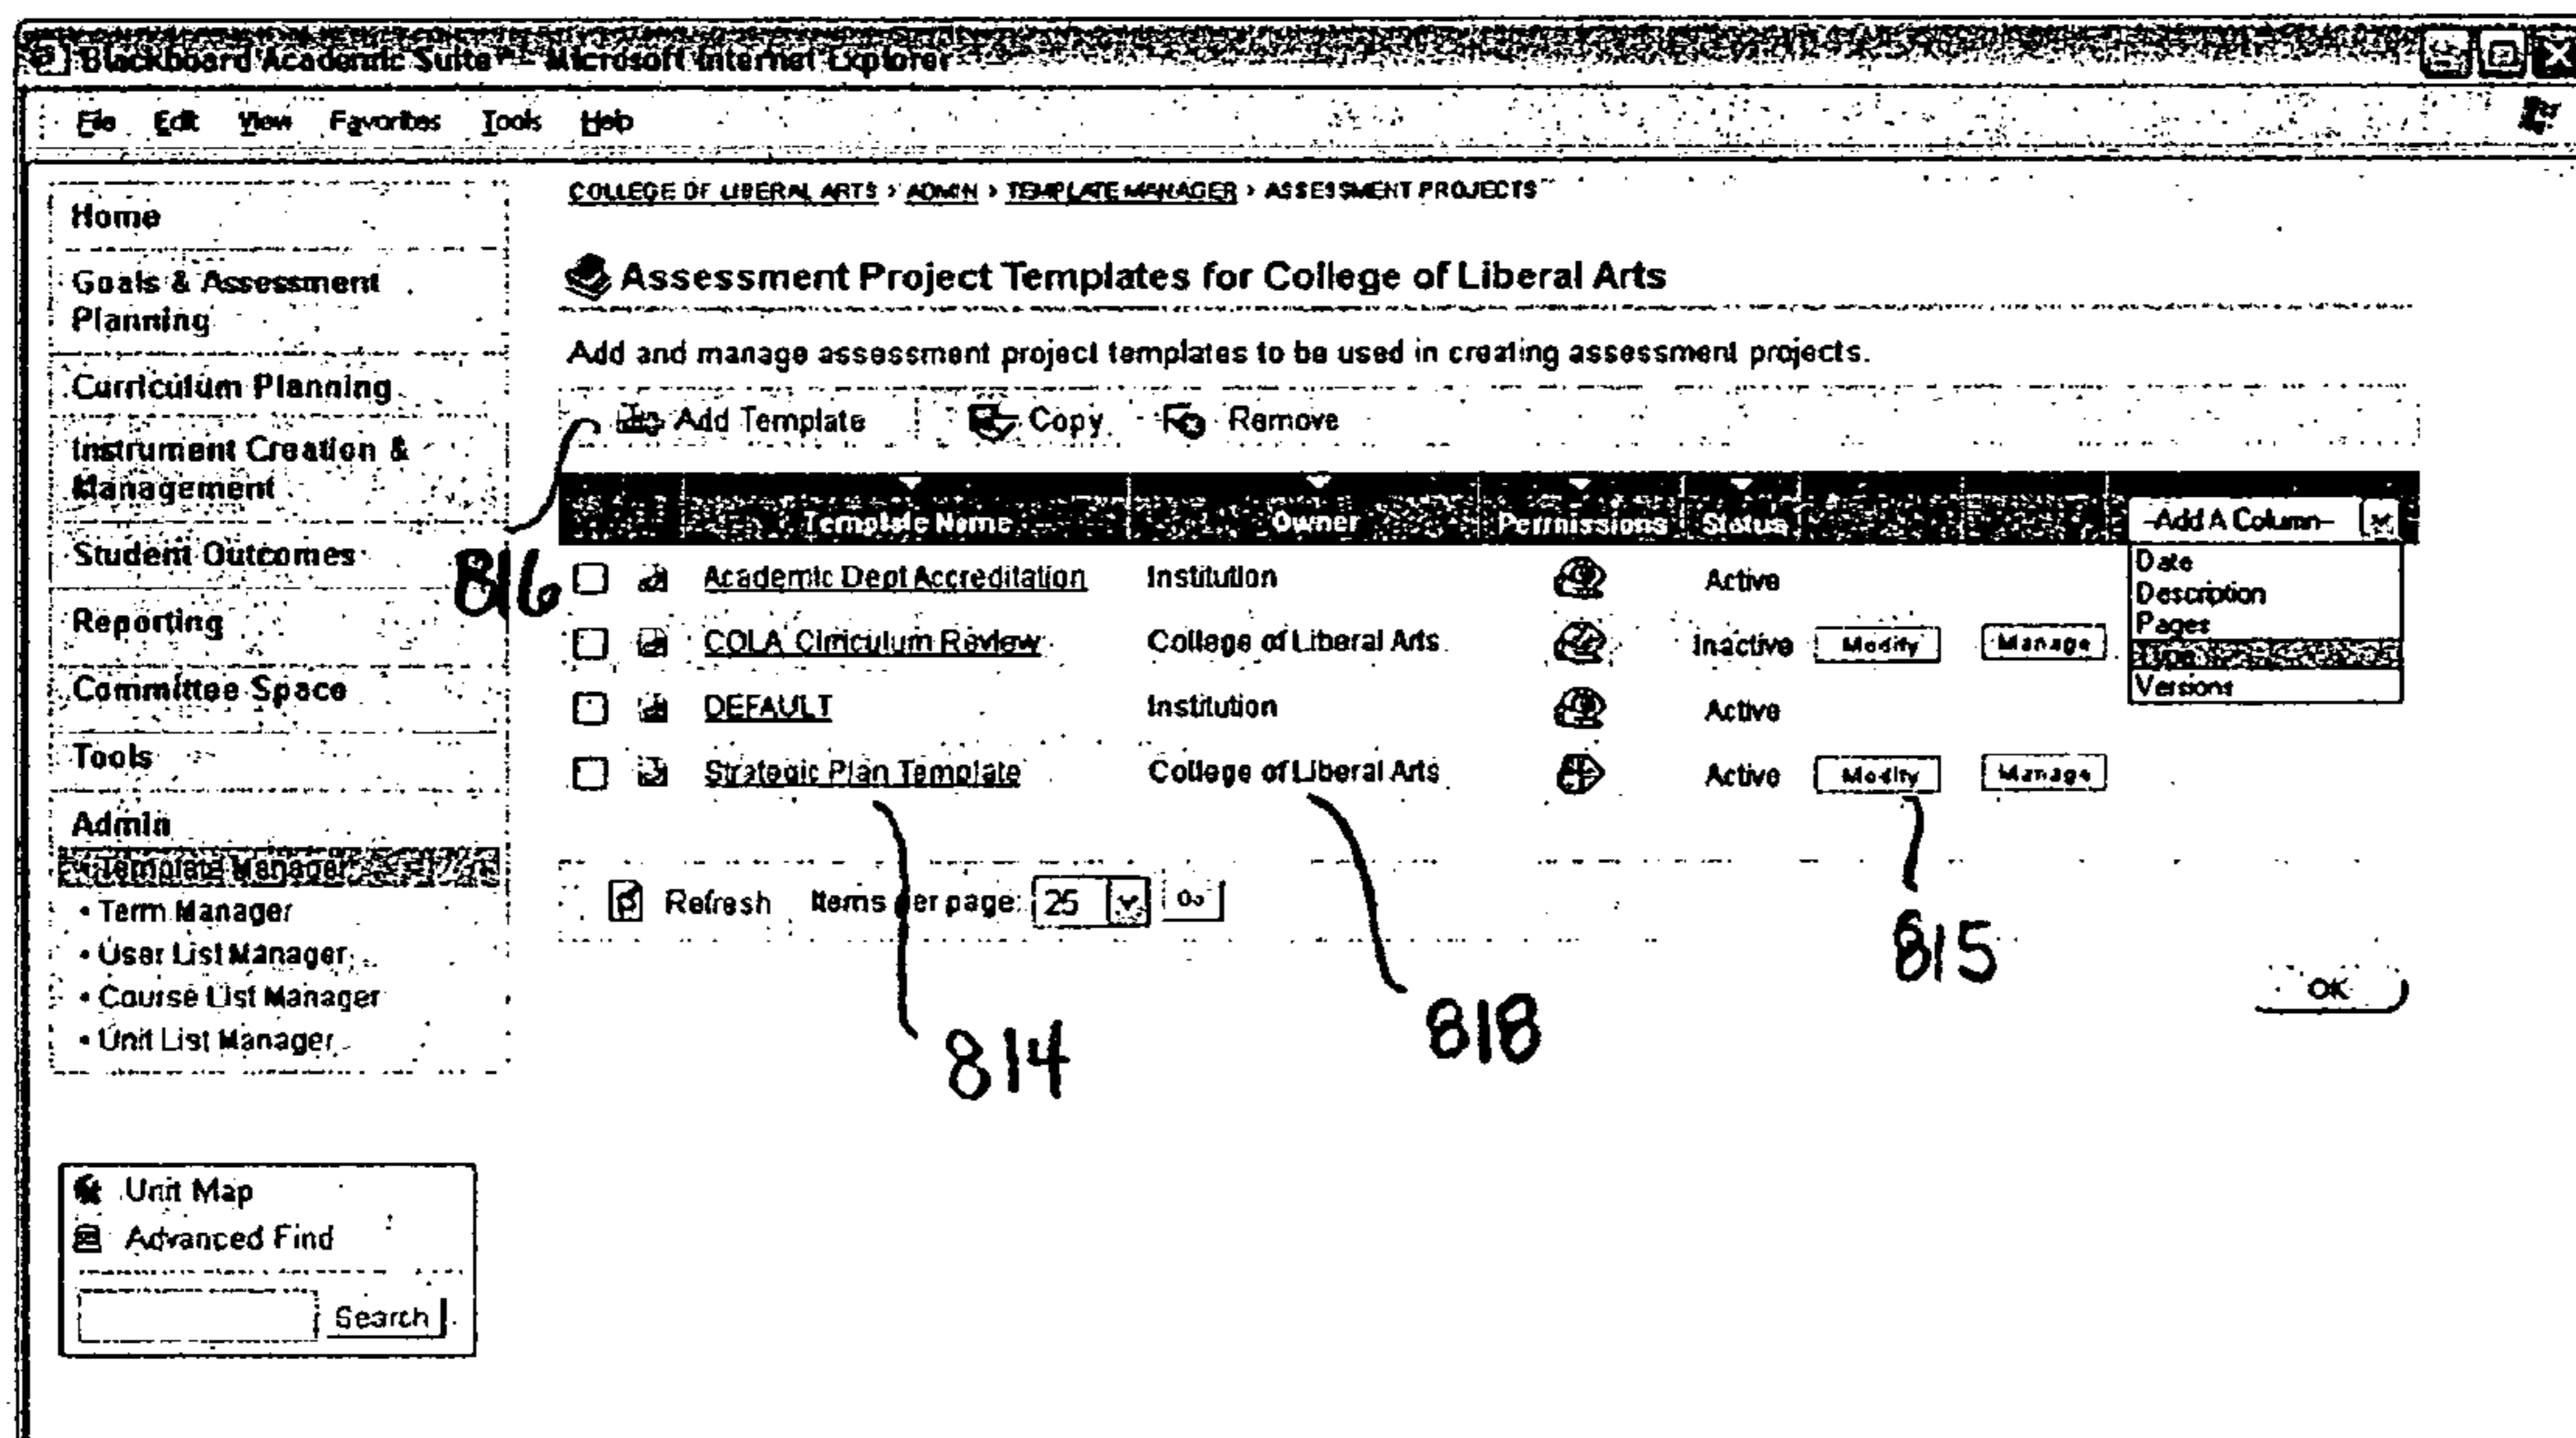 Blackboard Academic Suite™ - Microsoft Internet Explorer
File Edit View Favorites Tools Help
COLLEGE OF LIBERAL ARTS > ADMIN > TEMPLATE MANAGER > ASSESSMENT PROJECTS
Home
Goals & Assessment
Planning
Curriculum Planning
Instrument Creation &
Management
Student Outcomes
Reporting
Committee Space
Tools
Admin
• Template Manager
• Term Manager
• User List Manager
• Course List Manager
• Unit List Manager
Unit Map
Advanced Find
Search
Assessment Project Templates for College of Liberal Arts
Add and manage assessment project templates to be used in creating assessment projects.
Add Template Copy Remove
816
Template Name Owner Permissions Status -Add A Column-
Date
Description
Pages
Type
Versions
Academic Dept Accreditation Institution Active
COLA Cirriculum Review College of Liberal Arts Inactive Modify Manage
DEFAULT Institution Active
Strategic Plan Template College of Liberal Arts Active Modify Manage
Refresh Items per page: 25 Go
815
OK
814
818